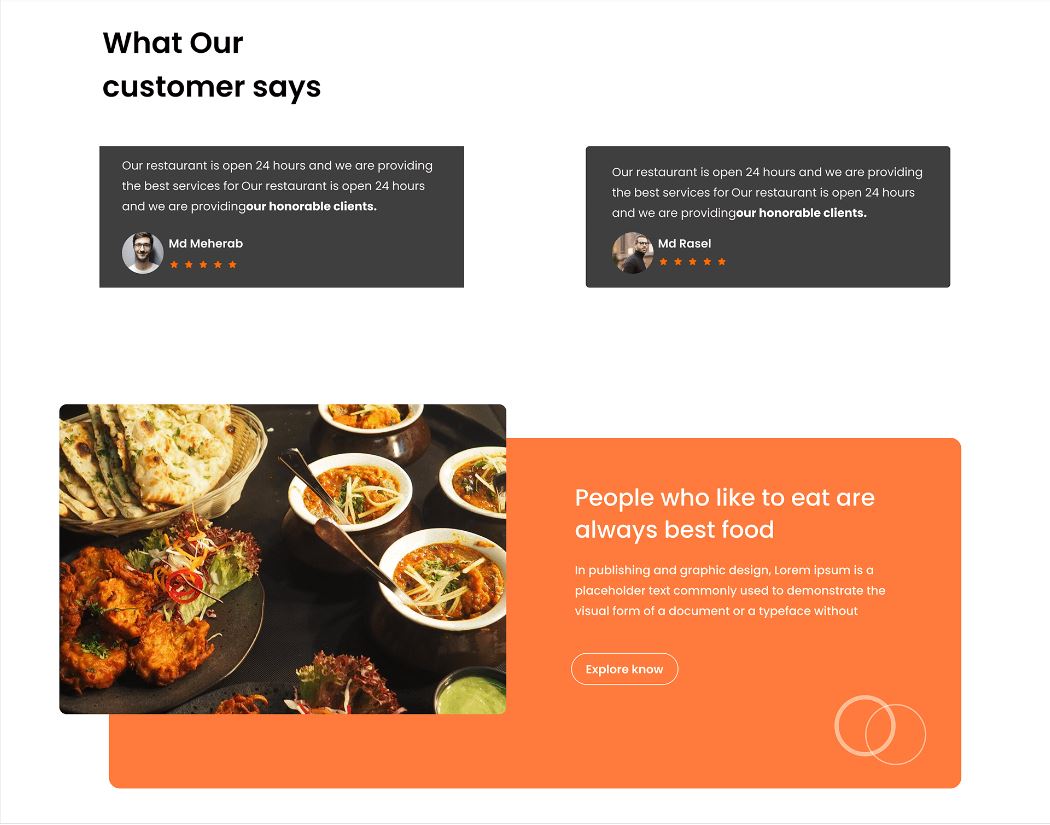 What Our
customer says
Our restaurant is open 24 hours and we are providing
the best services for Our restaurant is open 24 hours
and we are providingour honorable clients.
Md Meherab
Our restaurant is open 24 hours and we are providing
the best services for Our restaurant is open 24 hours
and we are providingour honorable clients.
Md Rasel
People who like to eat are
always best food
In publishing and graphic design, Lorem ipsum is a
placeholder text commonly used to demonstrate the
visual form of a document or a typeface without
Explore know